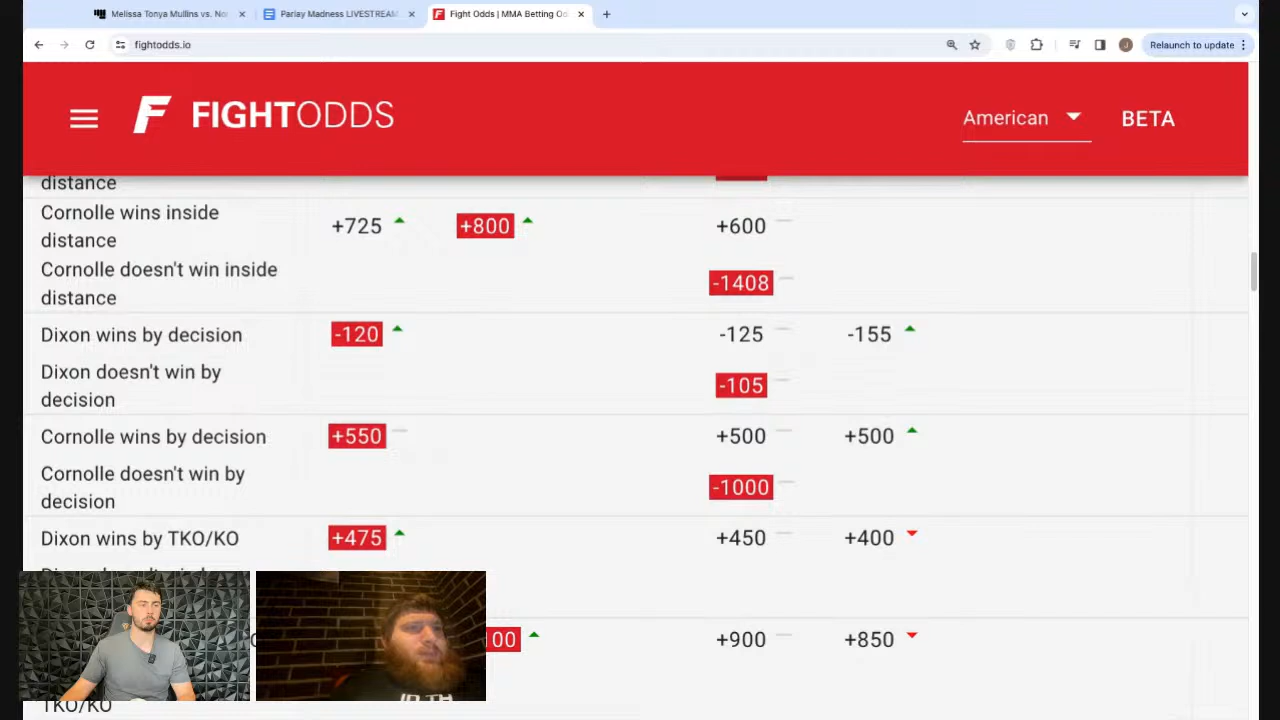 Melissa Tonya Mullins vs. No
Parlay Madness LIVESTREAM
Fight Odds | MMA Betting Od
fightodds.io
Relaunch to update
FIGHTODDS
American
BETA
distance
Cornolle wins inside
distance
+725 +800 +600
Cornolle doesn't win inside
distance
-1408
Dixon wins by decision -120 -125 -155
Dixon doesn't win by
decision
-105
Cornolle wins by decision +550 +500 +500
Cornolle doesn't win by
decision
-1000
Dixon wins by TKO/KO +475 +450 +400
00 +900 +850
TKO/KO